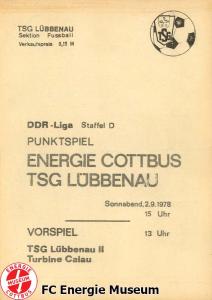 TSG LÜBBENAU
Sektion Fussball
Verkaufspreis 0,15 M
TSG
DDR-Liga Staffel D
PUNKTSPIEL
ENERGIE COTTBUS
TSG LÜBBENAU
Sonnabend, 2.9.1978
15 Uhr
VORSPIEL 13 Uhr
TSG Lübbenau II
Turbine Calau
FC Energie Museum